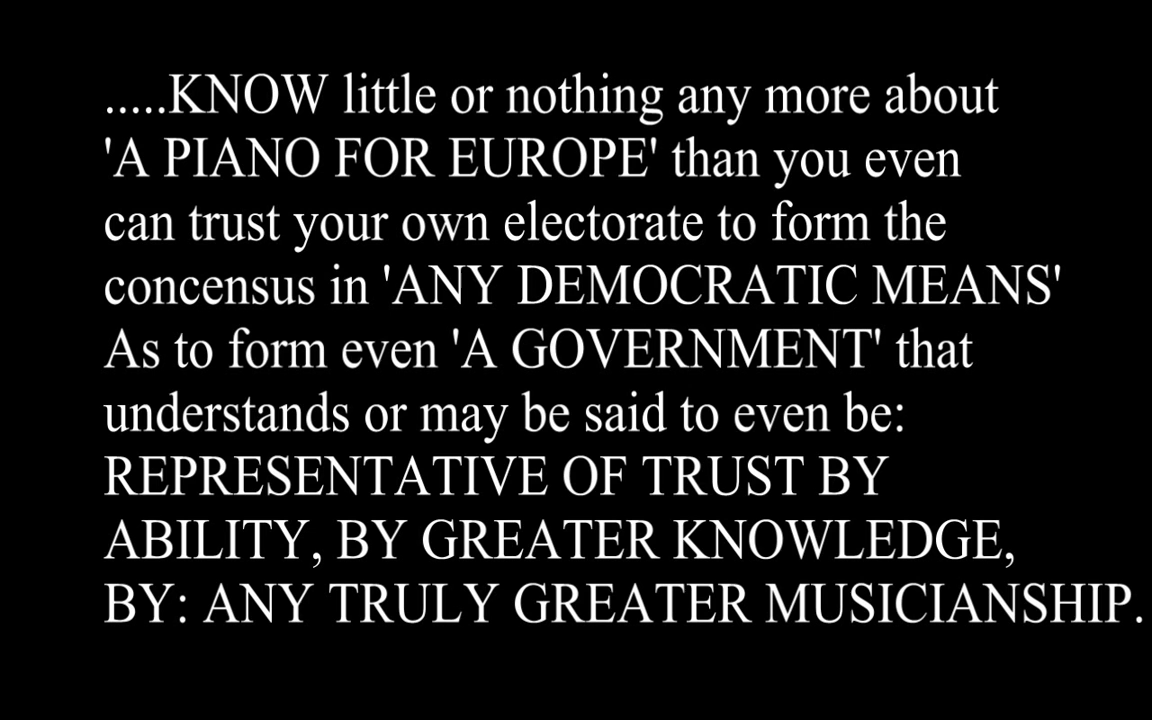 .....KNOW little or nothing any more about
'A PIANO FOR EUROPE' than you even
can trust your own electorate to form the
concensus in 'ANY DEMOCRATIC MEANS'
As to form even 'A GOVERNMENT' that
understands or may be said to even be:
REPRESENTATIVE OF TRUST BY
ABILITY, BY GREATER KNOWLEDGE,
BY: ANY TRULY GREATER MUSICIANSHIP.